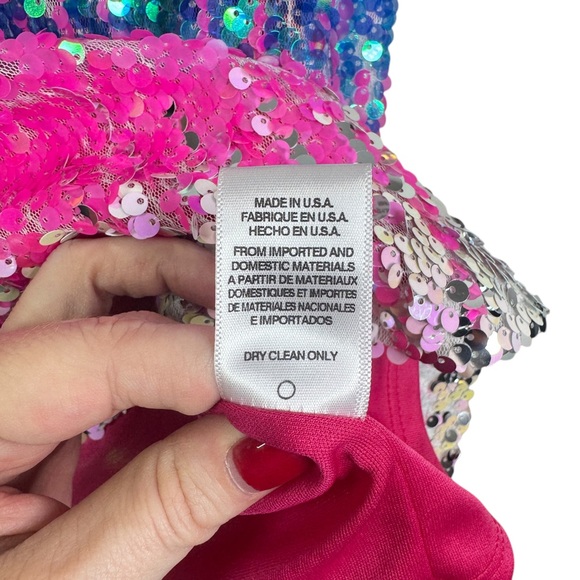 MADE IN U.S.A.
FABRIQUE EN U.S.A.
HECHO EN U.S.A.
FROM IMPORTED AND
DOMESTIC MATERIALS
A PARTIR DE MATERIAUX
DOMESTIQUES ET IMPORTES
DE MATERIALES NACIONALES
E IMPORTADOS
DRY CLEAN ONLY